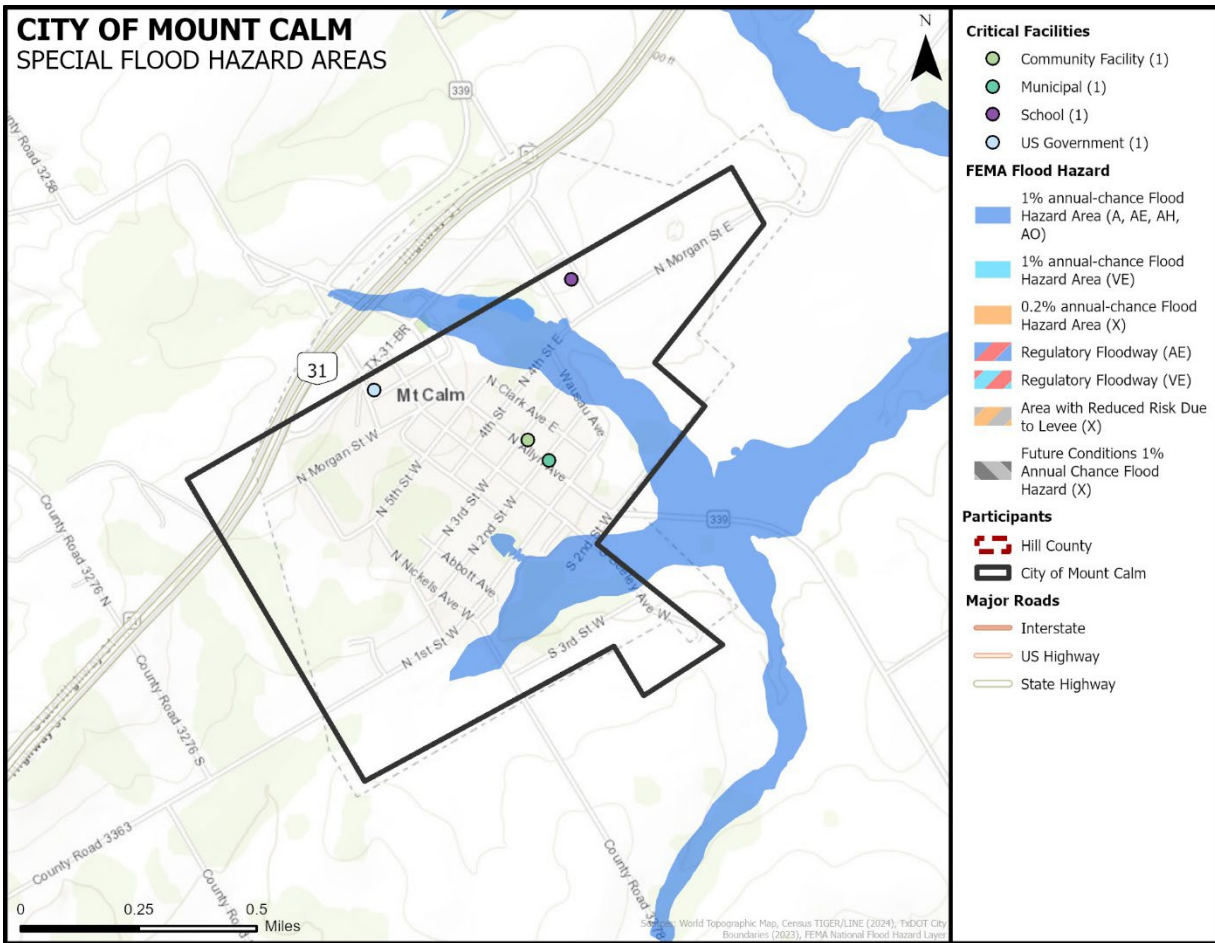 CITY OF MOUNT CALM
SPECIAL FLOOD HAZARD AREAS
N
339
County Road 3258
31
TX-31-BR
Mt Calm
N Morgan St E
N 4th St E
Wauseau Ave
N Clark Ave E
4th St
N Allyn Ave
N Morgan St W
N 5th St W
N 3rd St W
N 2nd St W
Abbott Ave
N Nickels Ave W
S 2nd St W
339
N 1st St W
S 3rd St W
County Road 3276 N
County Road 3276 S
County Road 3363
County Road 3278
0
0.25
0.5
Miles
Sources: World Topographic Map, Census TIGER/LINE (2024), TxDOT City
Boundaries (2023), FEMA National Flood Hazard Layer
Critical Facilities
Community Facility (1)
Municipal (1)
School (1)
US Government (1)
FEMA Flood Hazard
1% annual-chance Flood
Hazard Area (A, AE, AH,
AO)
1% annual-chance Flood
Hazard Area (VE)
0.2% annual-chance Flood
Hazard Area (X)
Regulatory Floodway (AE)
Regulatory Floodway (VE)
Area with Reduced Risk Due
to Levee (X)
Future Conditions 1%
Annual Chance Flood
Hazard (X)
Participants
Hill County
City of Mount Calm
Major Roads
Interstate
US Highway
State Highway